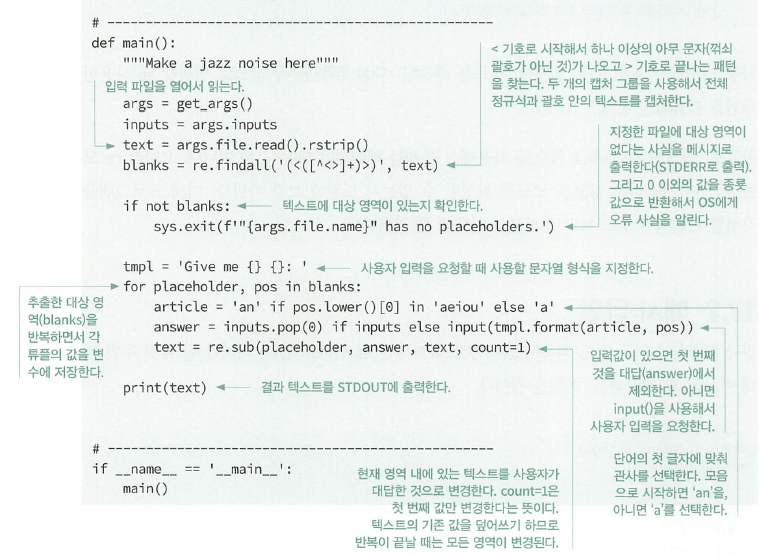 # --------------------------------------------------
def main():
"""Make a jazz noise here"""
< 기호로 시작해서 하나 이상의 아무 문자(꺾쇠
괄호가 아닌 것)가 나오고 > 기호로 끝나는 패턴
을 찾는다. 두 개의 캡처 그룹을 사용해서 전체
정규식과 괄호 안의 텍스트를 캡처한다.
입력 파일을 열어서 읽는다.
args = get_args()
inputs = args.inputs
text = args.file.read().rstrip()
blanks = re.findall('(<([^<>]+)>)', text)
지정한 파일에 대상 영역이
없다는 사실을 메시지로
출력한다(STDERR로 출력).
그리고 0 이외의 값을 종룟
값으로 반환해서 OS에게
오류 사실을 알린다.
if not blanks:
텍스트에 대상 영역이 있는지 확인한다.
sys.exit(f'"{args.file.name}" has no placeholders.')
tmpl = 'Give me {} {}: '
사용자 입력을 요청할 때 사용할 문자열 형식을 지정한다.
for placeholder, pos in blanks:
article = 'an' if pos.lower()[0] in 'aeiou' else 'a'
answer = inputs.pop(0) if inputs else input(tmpl.format(article, pos))
text = re.sub(placeholder, answer, text, count=1)
추출한 대상 영
역(blanks)을
반복하면서 각
튜플의 값을 변
수에 저장한다.
입력값이 있으면 첫 번째
것을 대답(answer)에서
제외한다. 아니면
input()을 사용해서
사용자 입력을 요청한다.
print(text)
결과 텍스트를 STDOUT에 출력한다.
# --------------------------------------------------
if __name__ == '__main__':
main()
현재 영역 내에 있는 텍스트를 사용자가
대답한 것으로 변경한다. count=1은
첫 번째 값만 변경한다는 뜻이다.
텍스트의 기존 값을 덮어쓰기 하므로
반복이 끝날 때는 모든 영역이 변경된다.
단어의 첫 글자에 맞춰
관사를 선택한다. 모음
으로 시작하면 'an'을,
아니면 'a'를 선택한다.